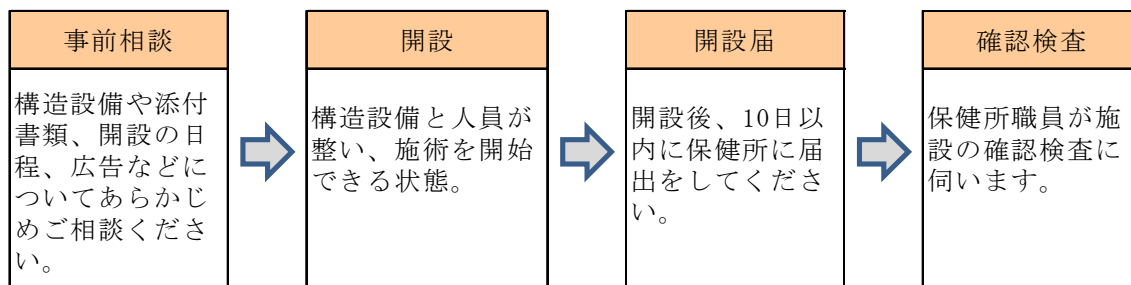 事前相談
構造設備や添付
書類、開設の日
程、広告などに
ついてあらかじ
めご相談くださ
い。
開設
構造設備と人員が
整い、施術を開始
できる状態。
開設届
開設後、10日以
内に保健所に届
出をしてくださ
い。
確認検査
保健所職員が施
設の確認検査に
伺います。